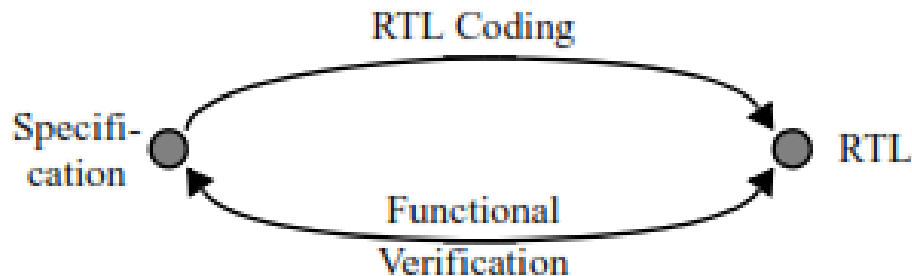 RTL Coding
Specifi-
cation
RTL
Functional
Verification